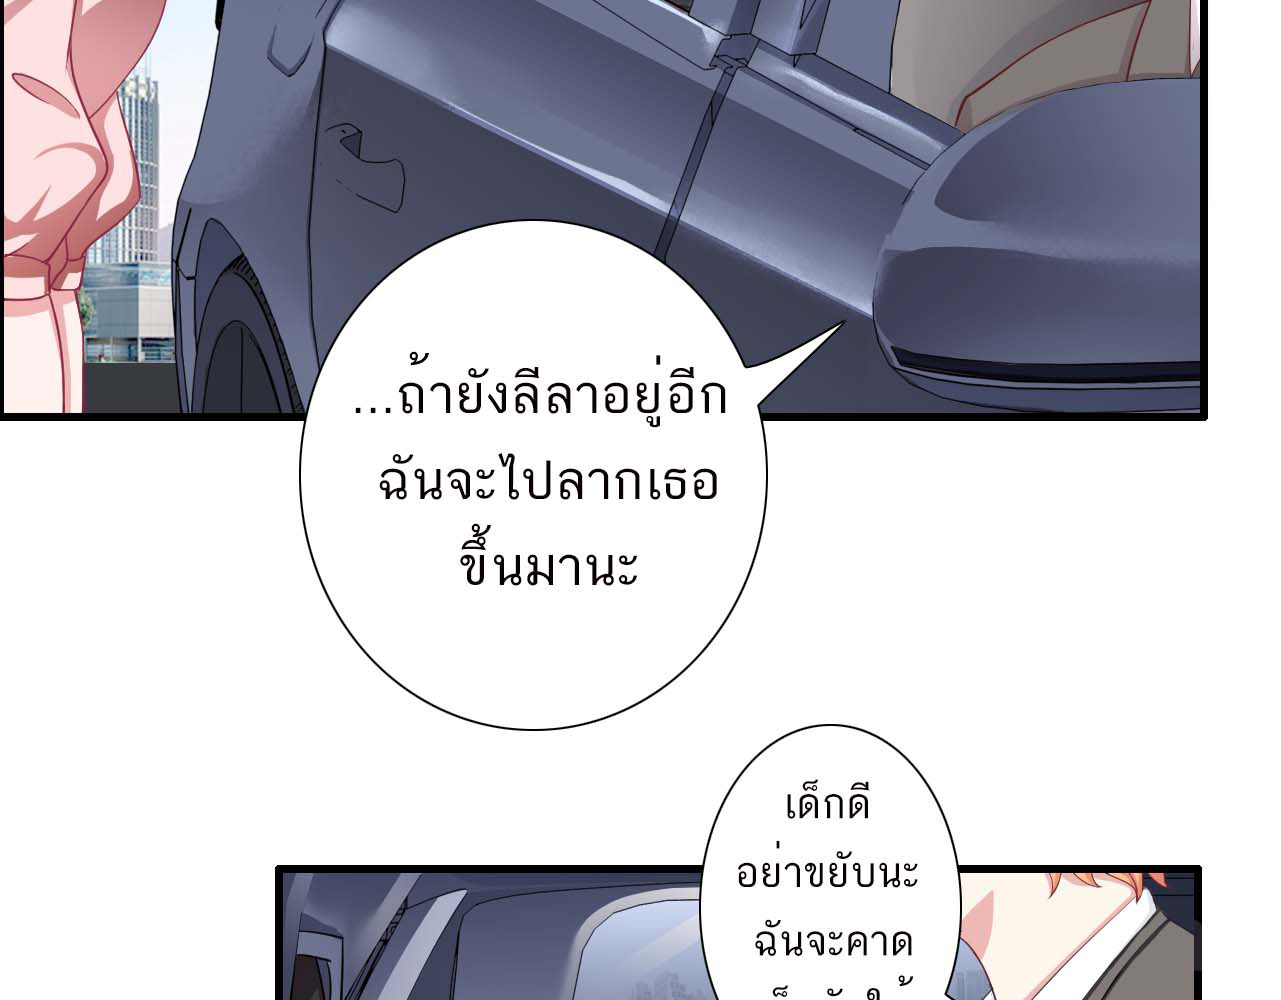 ...ถ้ายังลีลาอยู่อีก
ฉันจะไปลากเธอ
ขึ้นมานะ
เด็กดี
อย่าขยับนะ
ฉันจะคาด